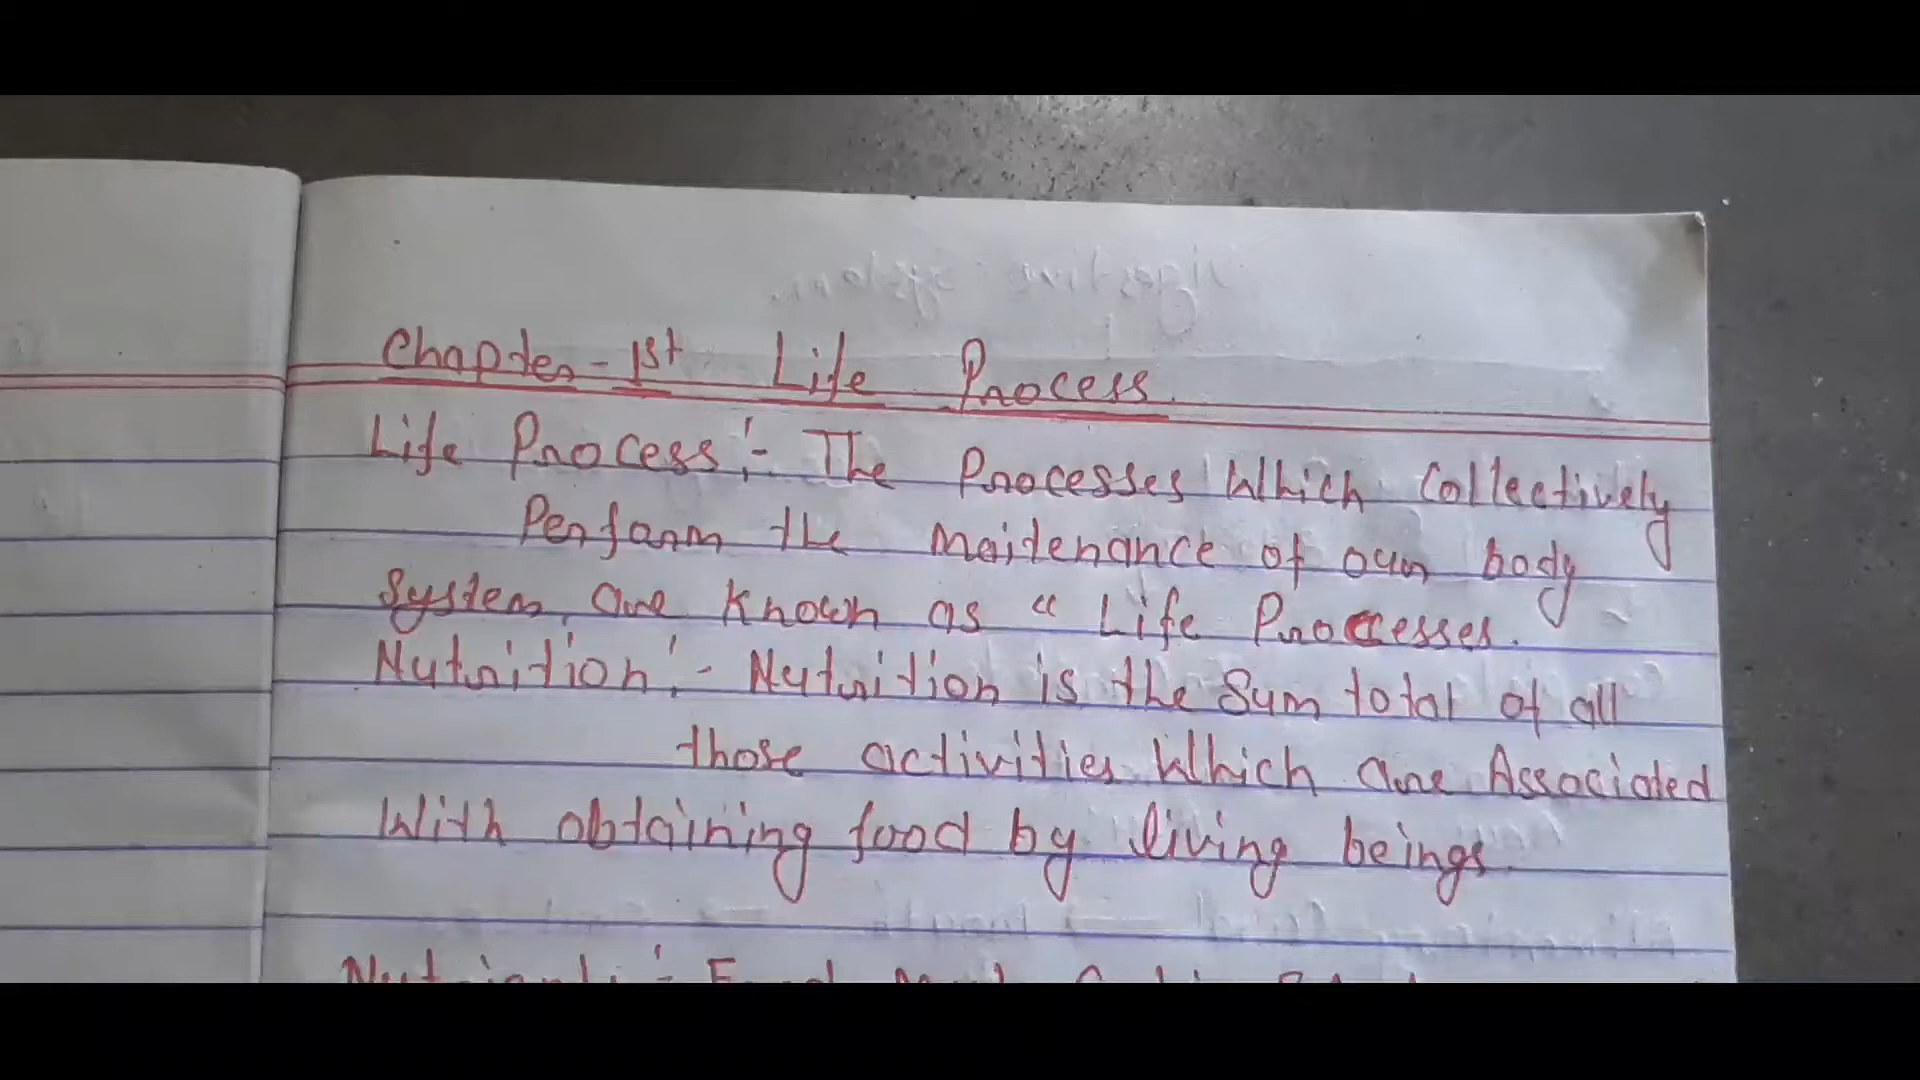 Chapter - 1st Life Process
Life Process :- The Processes Which Collectively
Perform the maitenance of our body
System, are known as " Life Processes.
Nutrition :- Nutrition is the Sum total of all
those activities Which are Associated
With obtaining food by living beings